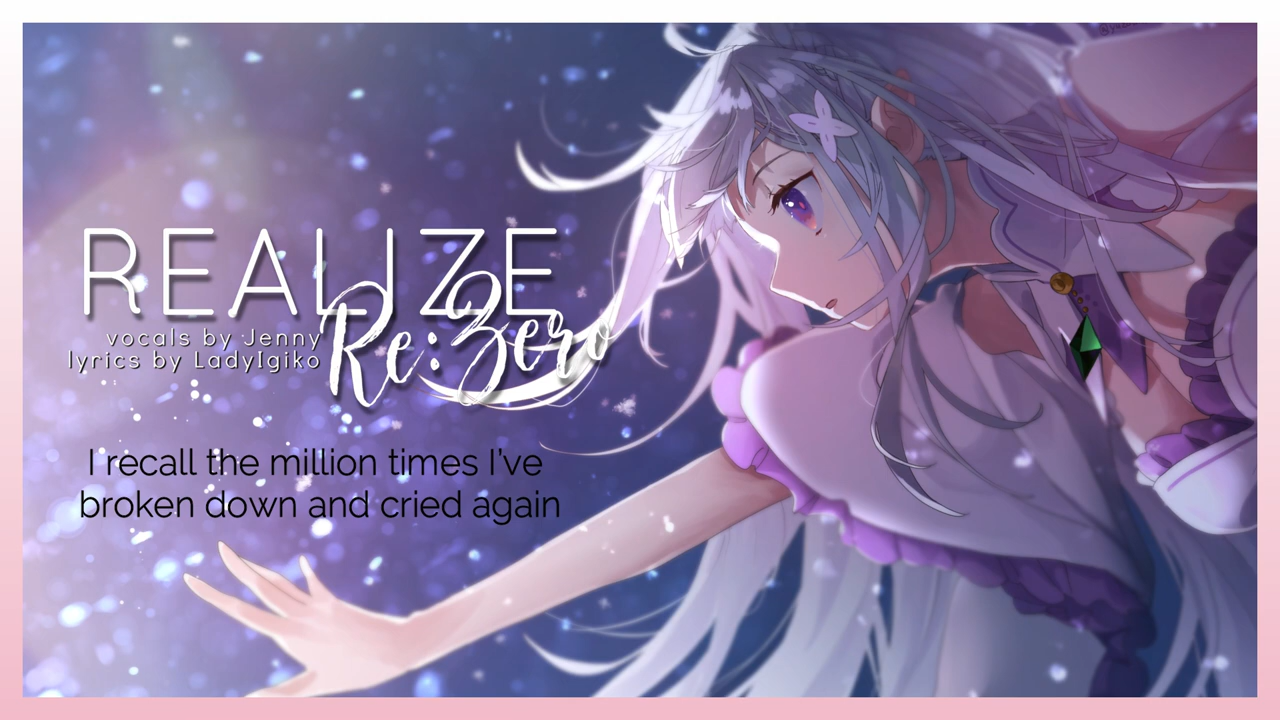 REALIZE
Re:Zero
vocals by Jenny
lyrics by LadyIgiko
I recall the million times I've
broken down and cried again